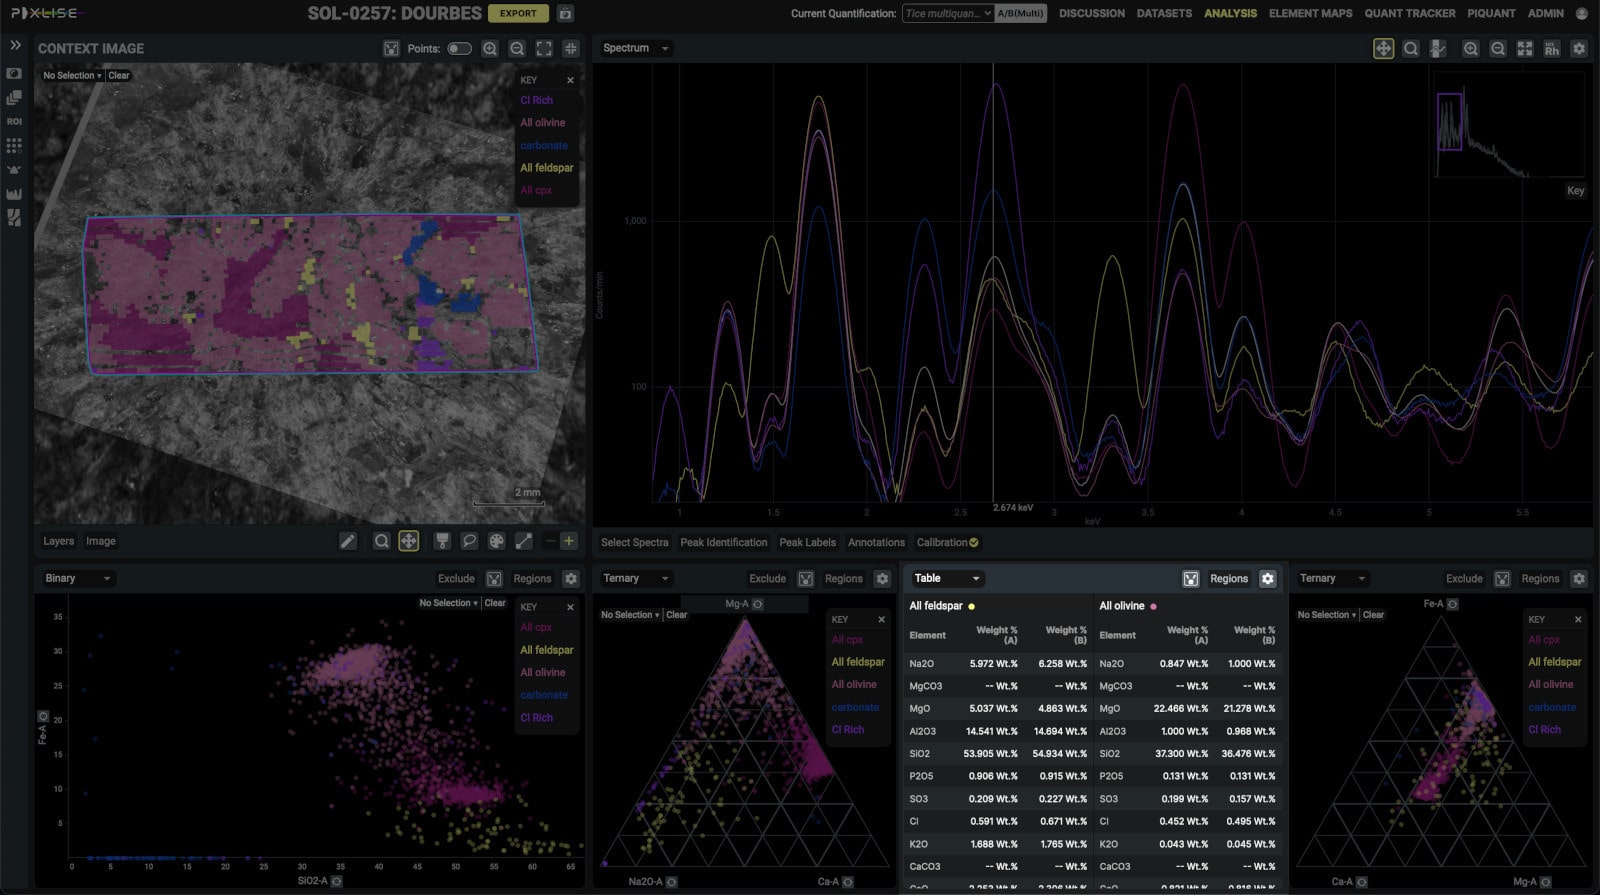 PIXLISE
SOL-0257: DOURBES EXPORT
Current Quantification: Tice multiquan... A/B(Multi) DISCUSSION DATASETS ANALYSIS ELEMENT MAPS QUANT TRACKER PIQUANT ADMIN
CONTEXT IMAGE Points:
No Selection Clear
KEY
Cl Rich
All olivine
carbonate
All feldspar
All cpx
ROI
2 mm
Layers Image
Spectrum
Rh
Key
1,000
100
Counts/min
1 1.5 2 2.5 3 3.5 4 4.5 5 5.5
2.674 keV
keV
Select Spectra Peak Identification Peak Labels Annotations Calibration
Binary Exclude Regions
No Selection Clear
KEY
All cpx
All feldspar
All olivine
carbonate
Cl Rich
35
30
25
20
15
10
5
Fe-A
0 5 10 15 20 25 30 35 40 45 50 55 60 65
SiO2-A
Ternary Exclude Regions
Mg-A
No Selection Clear
KEY
All cpx
All feldspar
All olivine
carbonate
Cl Rich
Na2O-A Ca-A
Table Regions
All feldspar All olivine
Element Weight % (A) Weight % (B) Element Weight % (A) Weight % (B)
Na2O 5.972 Wt.% 6.258 Wt.% Na2O 0.847 Wt.% 1.000 Wt.%
MgCO3 -- Wt.% -- Wt.% MgCO3 -- Wt.% -- Wt.%
MgO 5.037 Wt.% 4.863 Wt.% MgO 22.466 Wt.% 21.278 Wt.%
Al2O3 14.541 Wt.% 14.694 Wt.% Al2O3 1.000 Wt.% 0.968 Wt.%
SiO2 53.905 Wt.% 54.934 Wt.% SiO2 37.300 Wt.% 36.476 Wt.%
P2O5 0.906 Wt.% 0.915 Wt.% P2O5 0.131 Wt.% 0.131 Wt.%
SO3 0.209 Wt.% 0.227 Wt.% SO3 0.199 Wt.% 0.157 Wt.%
Cl 0.591 Wt.% 0.671 Wt.% Cl 0.452 Wt.% 0.495 Wt.%
K2O 1.688 Wt.% 1.765 Wt.% K2O 0.043 Wt.% 0.045 Wt.%
CaCO3 -- Wt.% -- Wt.% CaCO3 -- Wt.% -- Wt.%
Ternary Exclude Regions
Fe-A
No Selection Clear
KEY
All cpx
All feldspar
All olivine
carbonate
Cl Rich
Ca-A Mg-A